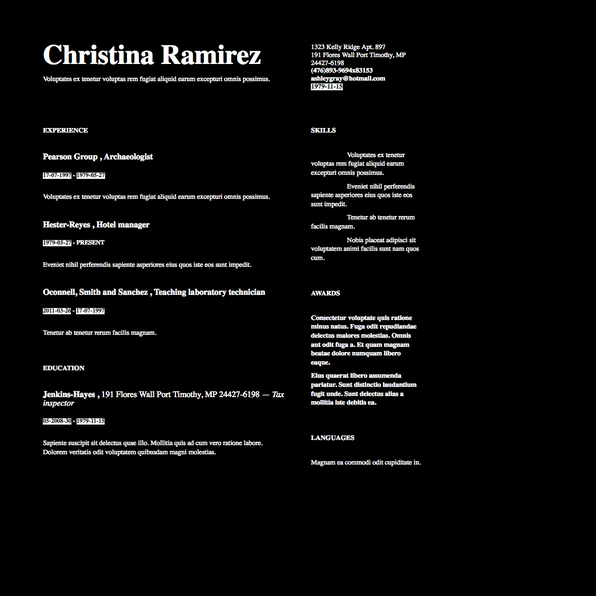 Christina Ramirez
Voluptates ex tenetur voluptas rem fugiat aliquid earum excepturi omnis possimus.
1323 Kelly Ridge Apt. 897
191 Flores Wall Port Timothy, MP
24427-6198
(476)893-9694x83153
ashleygray@hotmail.com
1979-11-15
EXPERIENCE
Pearson Group , Archaeologist
17-07-1997 - 1979-05-27
Voluptates ex tenetur voluptas rem fugiat aliquid earum excepturi omnis possimus.
Hester-Reyes , Hotel manager
1979-05-27 - PRESENT
Eveniet nihil perferendis sapiente asperiores eius quos iste eos sunt impedit.
Oconnell, Smith and Sanchez , Teaching laboratory technician
2011-03-26 - 17-07-1997
Tenetur ab tenetur rerum facilis magnam.
EDUCATION
Jenkins-Hayes , 191 Flores Wall Port Timothy, MP 24427-6198 — Tax
inspector
05-2008-30 - 1979-11-15
Sapiente suscipit sit delectus quae illo. Mollitia quis ad cum vero ratione labore.
Dolorem veritatis odit voluptatem quibusdam magni molestias.
SKILLS
Voluptates ex tenetur
voluptas rem fugiat aliquid earum
excepturi omnis possimus.
Eveniet nihil perferendis
sapiente asperiores eius quos iste eos
sunt impedit.
Tenetur ab tenetur rerum
facilis magnam.
Nobis placeat adipisci sit
voluptatem animi facilis sunt nam quos
cum.
AWARDS
Consectetur voluptate quis ratione
minus natus. Fuga odit repudiandae
delectus maiores molestias. Omnis
aut odit fuga a. Et quam magnam
beatae dolore numquam libero
eaque.
Eius quaerat libero assumenda
pariatur. Sunt distinctio laudantium
fugit unde. Sunt delectus alias a
mollitia iste debitis ea.
LANGUAGES
Magnam ea commodi odit cupiditate in.